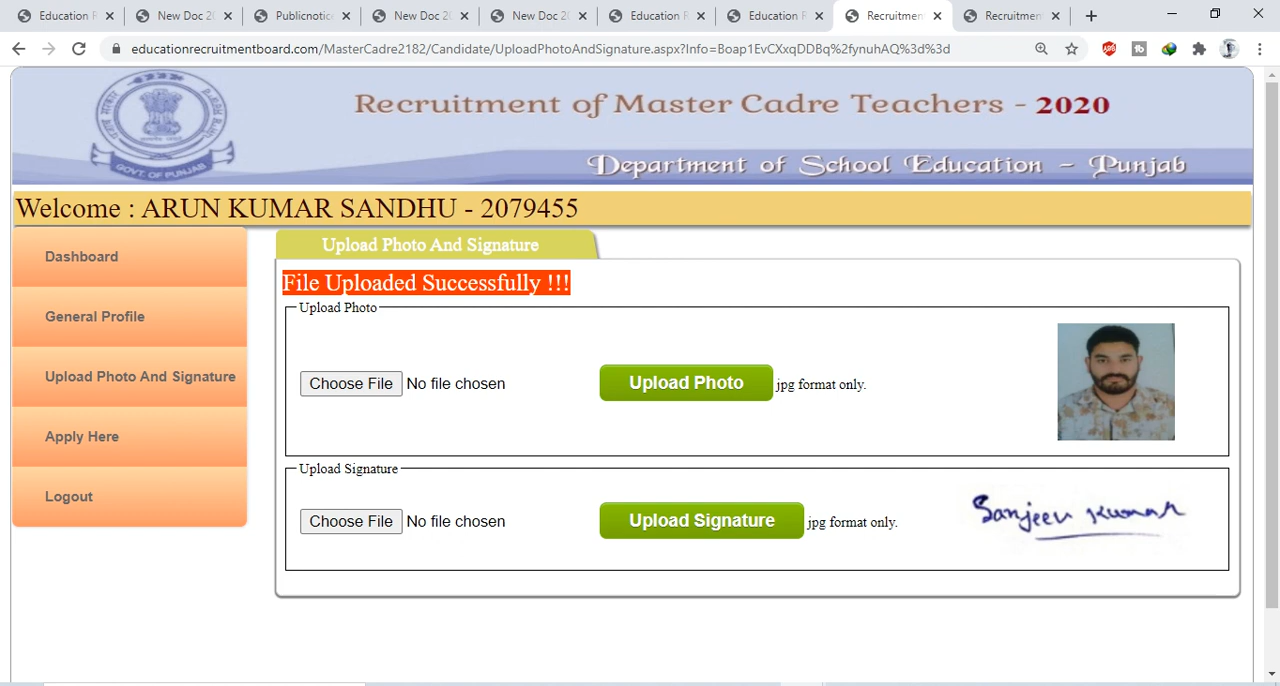 Education R
New Doc 20
Publicnotice
New Doc 20
New Doc 20
Education R
Education R
Recruitmen
Recruitmen
educationrecruitmentboard.com/MasterCadre2182/Candidate/UploadPhotoAndSignature.aspx?Info=Boap1EvCXxqDDBq%2fynuhAQ%3d%3d
Recruitment of Master Cadre Teachers - 2020
GOVT. OF PUNJAB
Department of School Education - Punjab
Welcome : ARUN KUMAR SANDHU - 2079455
Dashboard
General Profile
Upload Photo And Signature
Apply Here
Logout
Upload Photo And Signature
File Uploaded Successfully !!!
Upload Photo
Choose File No file chosen
Upload Photo
jpg format only.
Upload Signature
Choose File No file chosen
Upload Signature
jpg format only.
Sanjeev Kumar